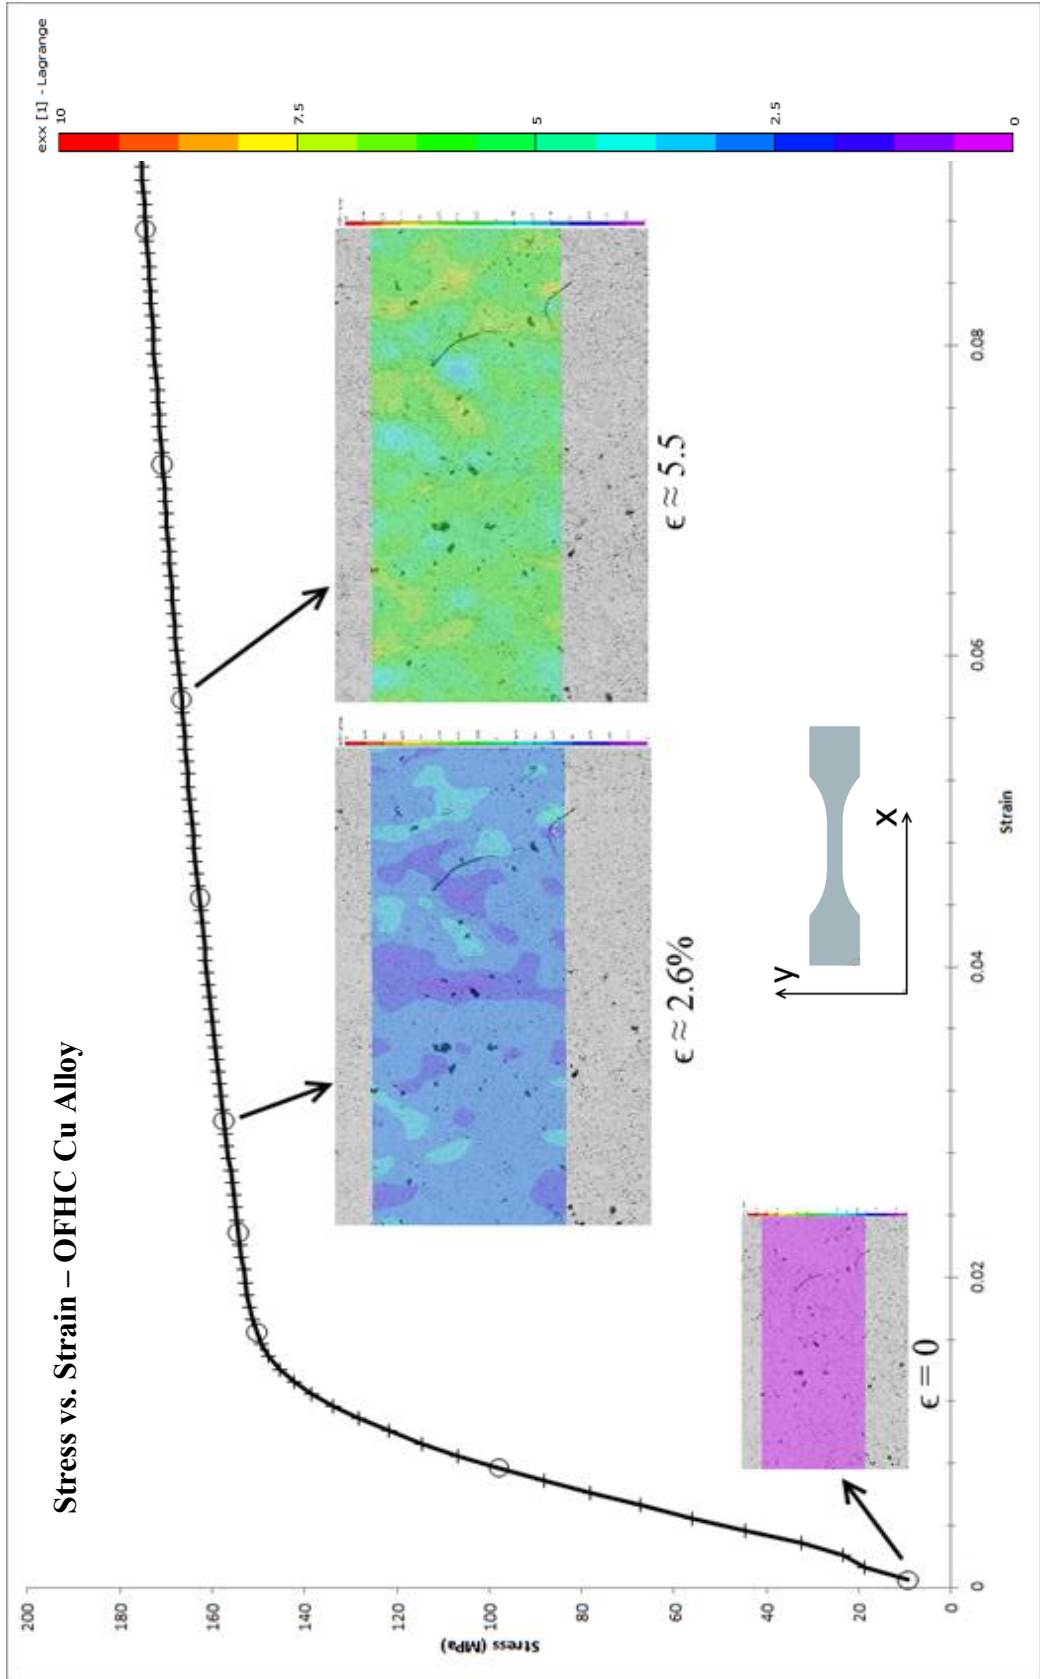 Stress vs. Strain – OFHC Cu Alloy
exx [1] - Lagrange
10
7.5
5
2.5
0
200
180
160
140
120
100
80
60
40
20
0
Stress (MPa)
ϵ = 0
ϵ ≈ 2.6%
ϵ ≈ 5.5
y
x
0
0.02
0.04
0.06
0.08
Strain